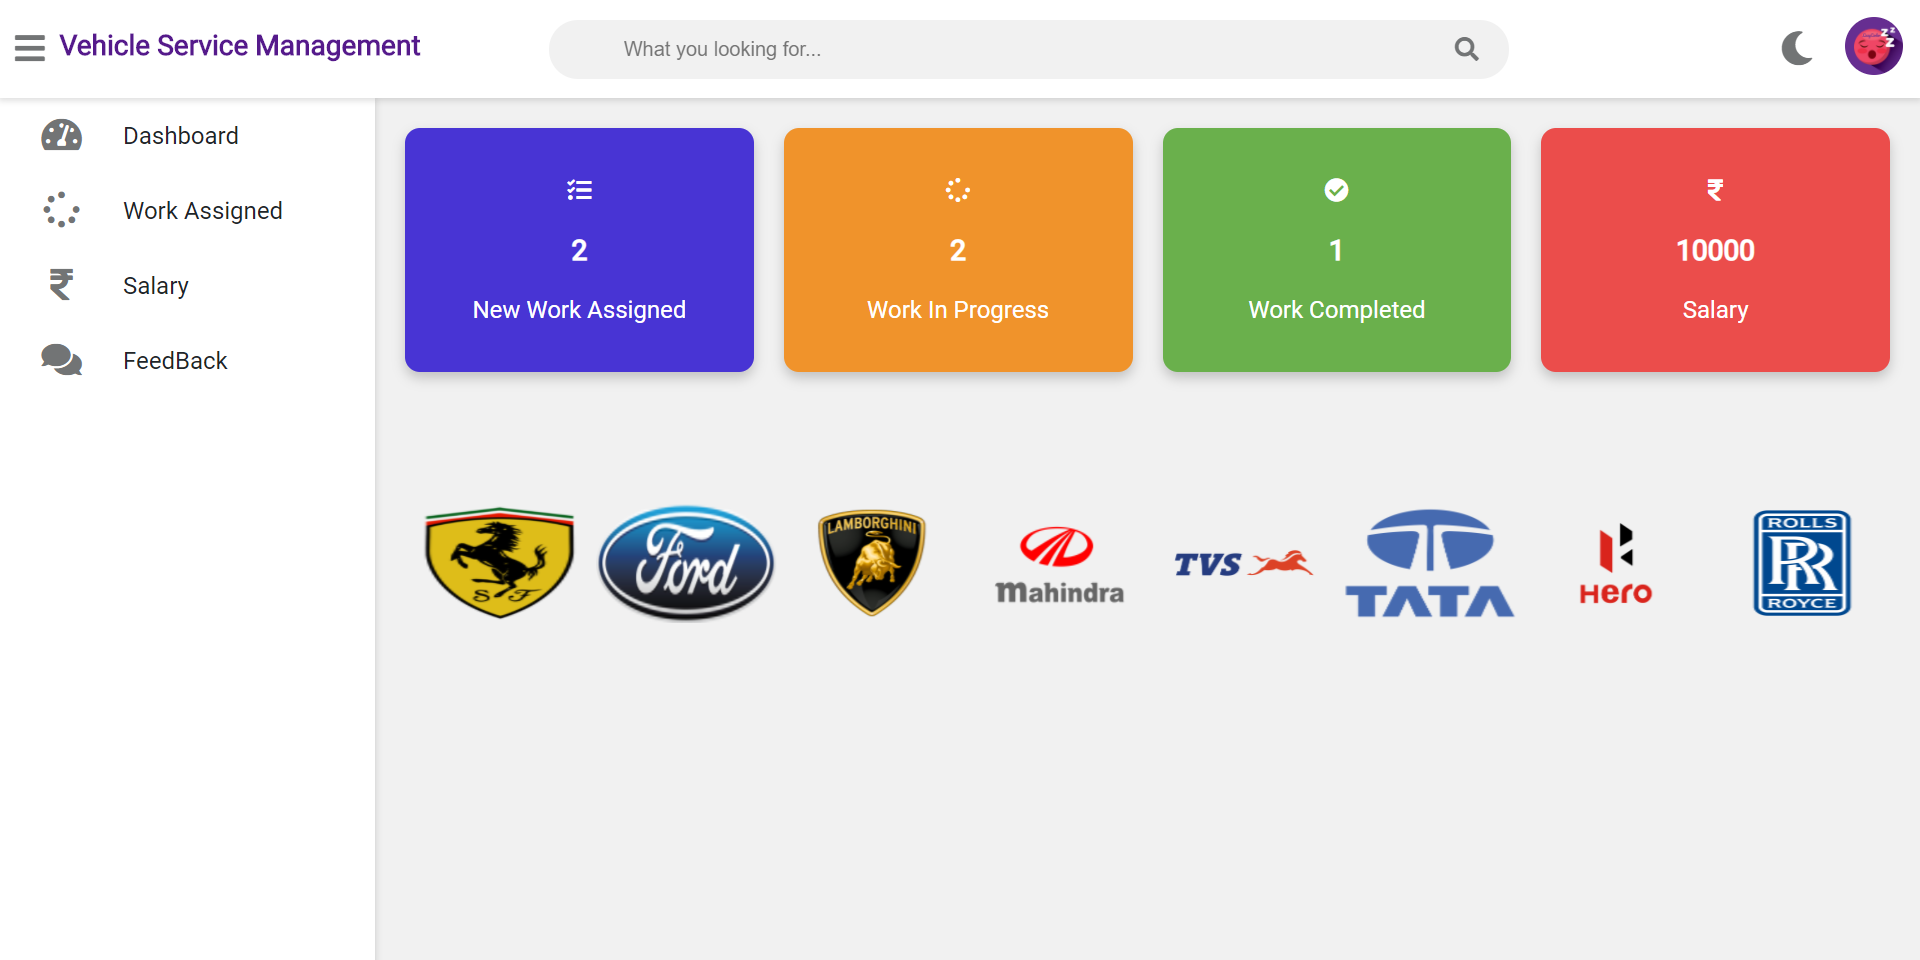 Vehicle Service Management
What you looking for...
Dashboard
Work Assigned
Salary
FeedBack
2
New Work Assigned
2
Work In Progress
1
Work Completed
10000
Salary
S F
Ford
LAMBORGHINI
mahindra
TVS
TATA
Hero
ROLLS
RR
ROYCE